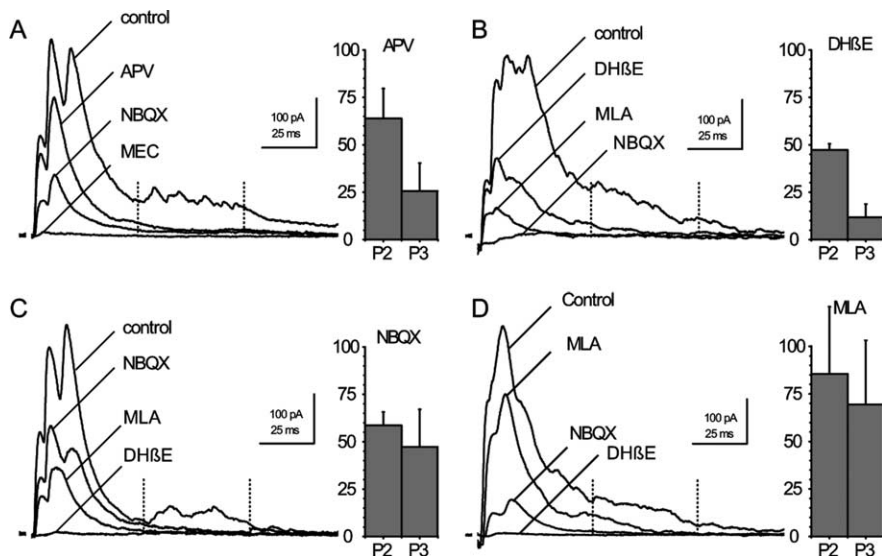 A
control
APV
NBQX
MEC
100 pA
25 ms
APV
100
75
50
25
0
P2 P3
B
control
DHßE
MLA
NBQX
100 pA
25 ms
DHßE
100
75
50
25
0
P2 P3
C
control
NBQX
MLA
DHßE
100 pA
25 ms
NBQX
100
75
50
25
0
P2 P3
D
Control
MLA
NBQX
DHßE
100 pA
25 ms
MLA
100
75
50
25
0
P2 P3